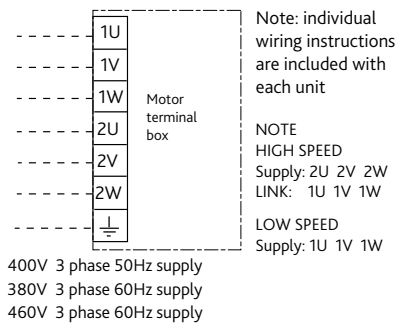 1U
1V
1W
2U
2V
2W
Motor
terminal
box
Note: individual
wiring instructions
are included with
each unit
NOTE
HIGH SPEED
Supply: 2U 2V 2W
LINK: 1U 1V 1W
LOW SPEED
Supply: 1U 1V 1W
400V 3 phase 50Hz supply
380V 3 phase 60Hz supply
460V 3 phase 60Hz supply